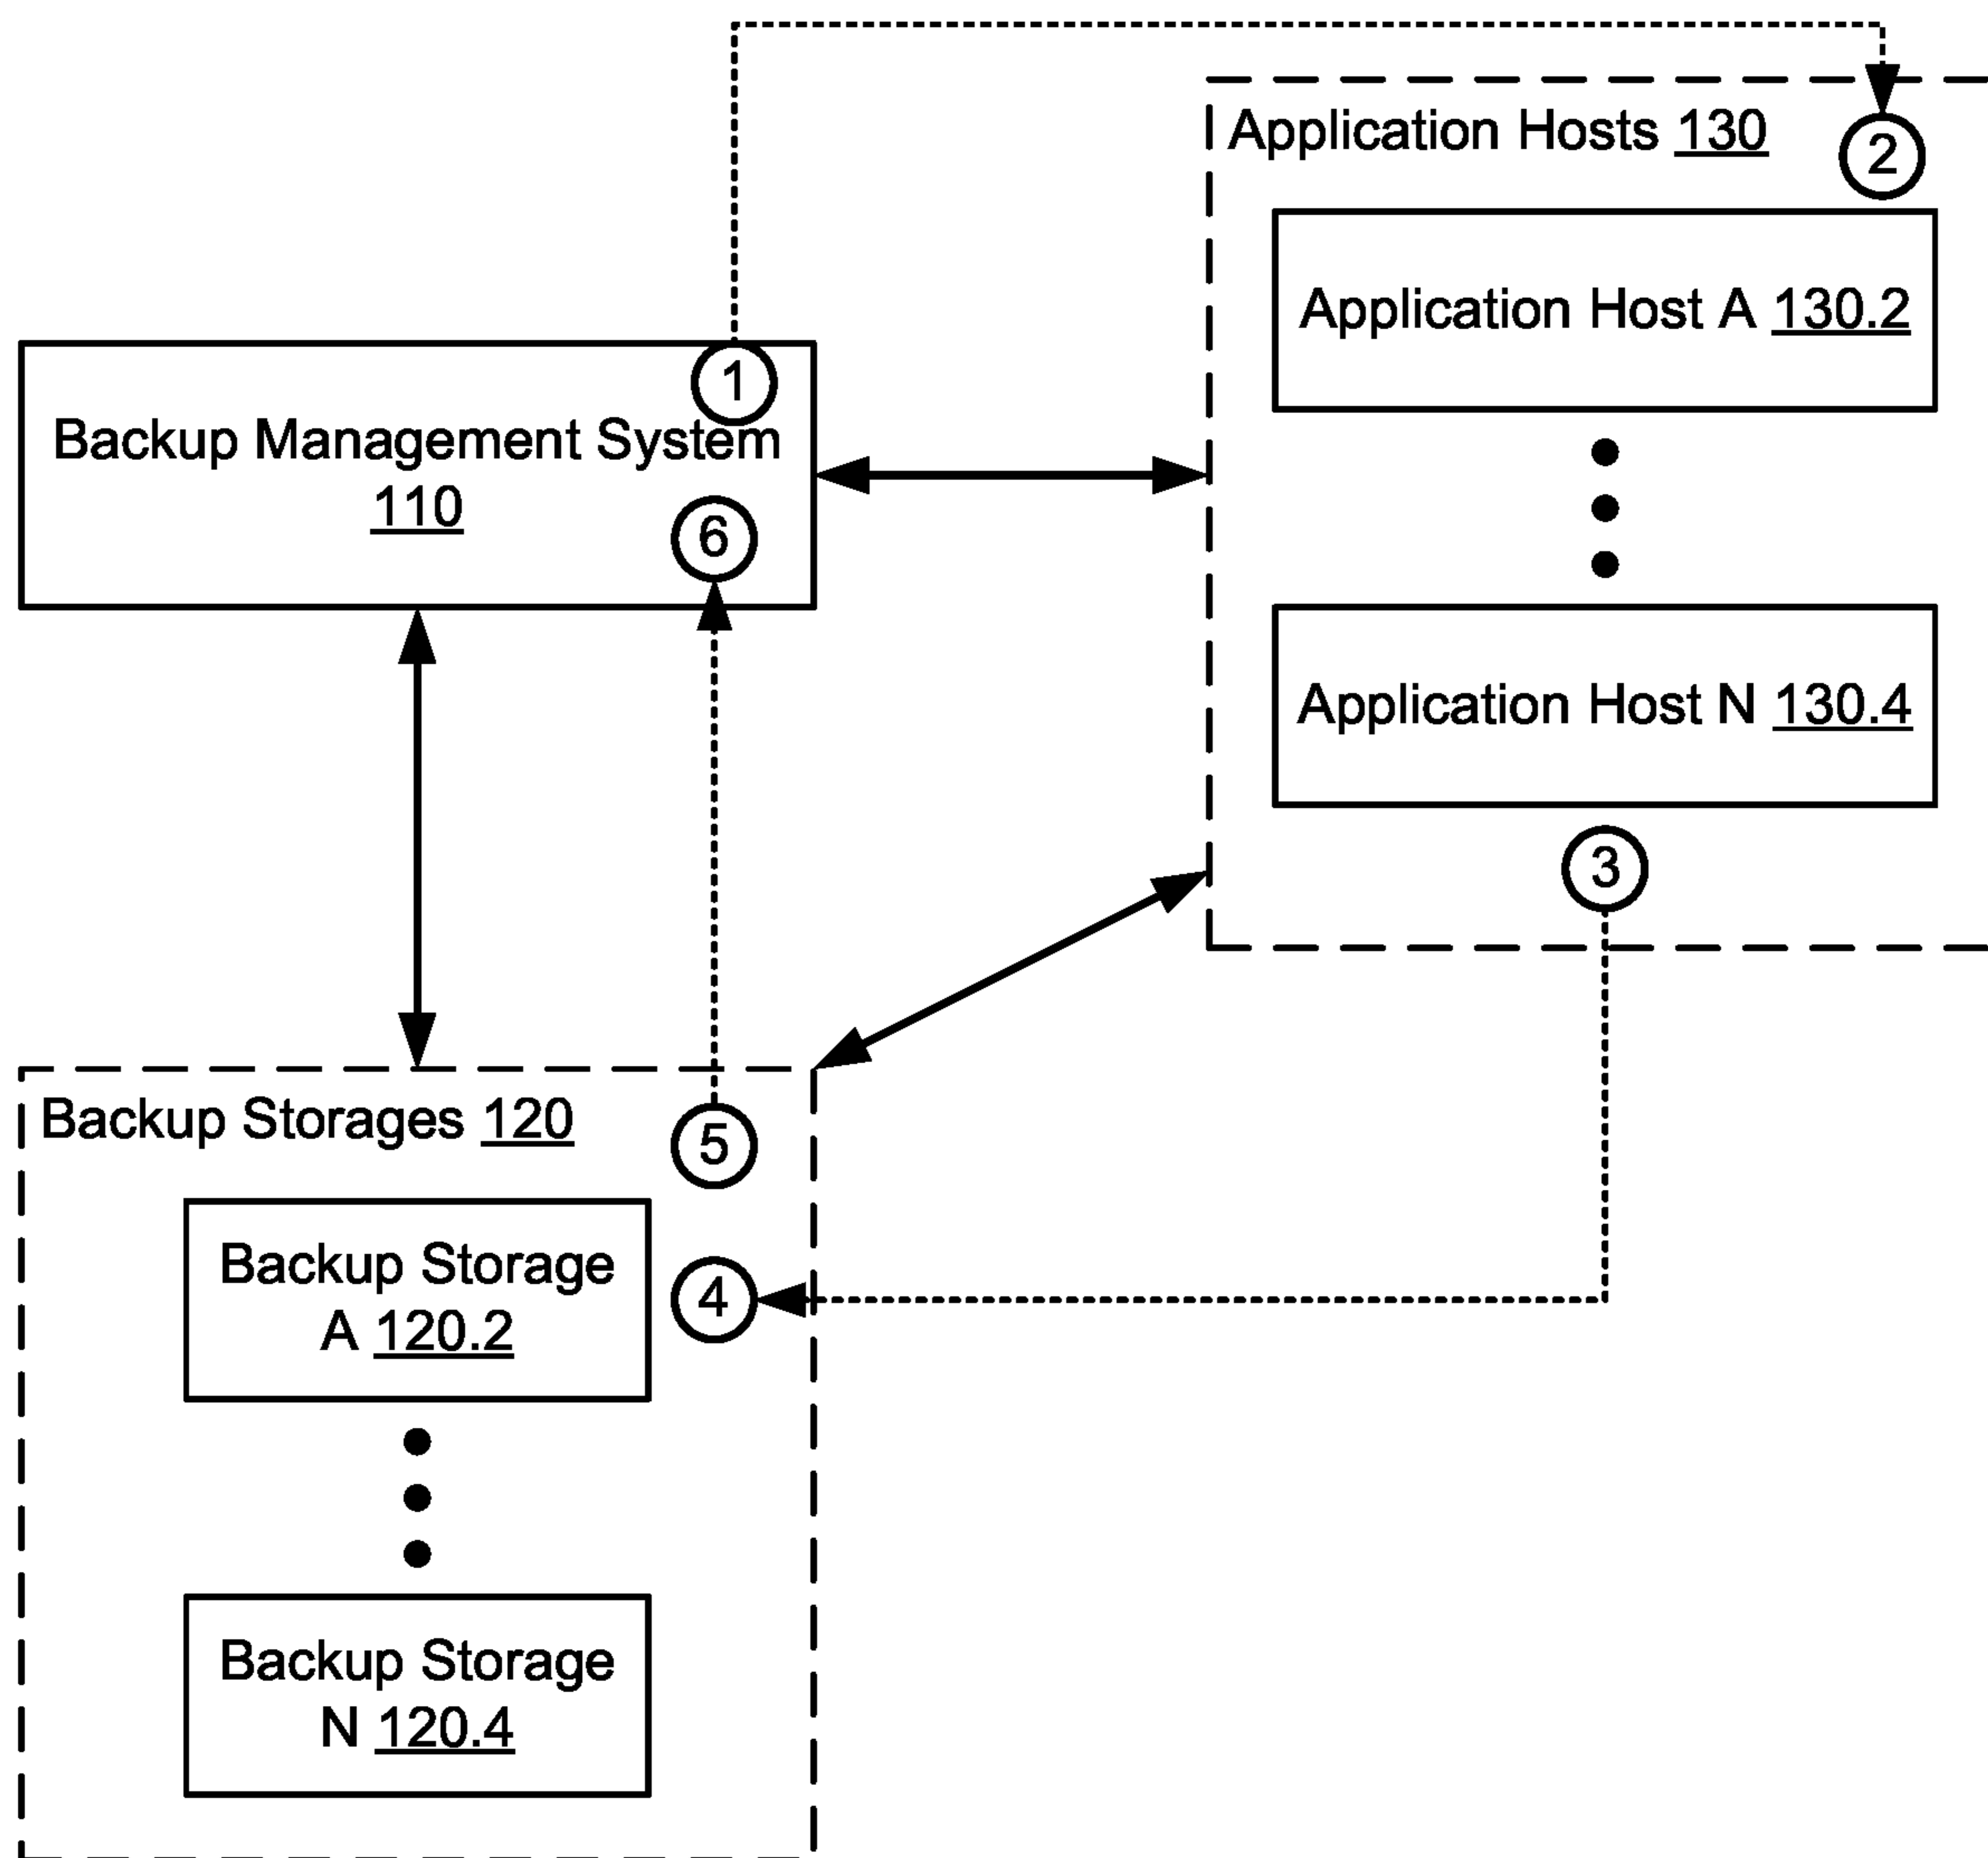 Application Hosts 130
2
Application Host A 130.2
1
Backup Management System
110
6
Application Host N 130.4
3
Backup Storages 120
5
Backup Storage
A 120.2
4
Backup Storage
N 120.4